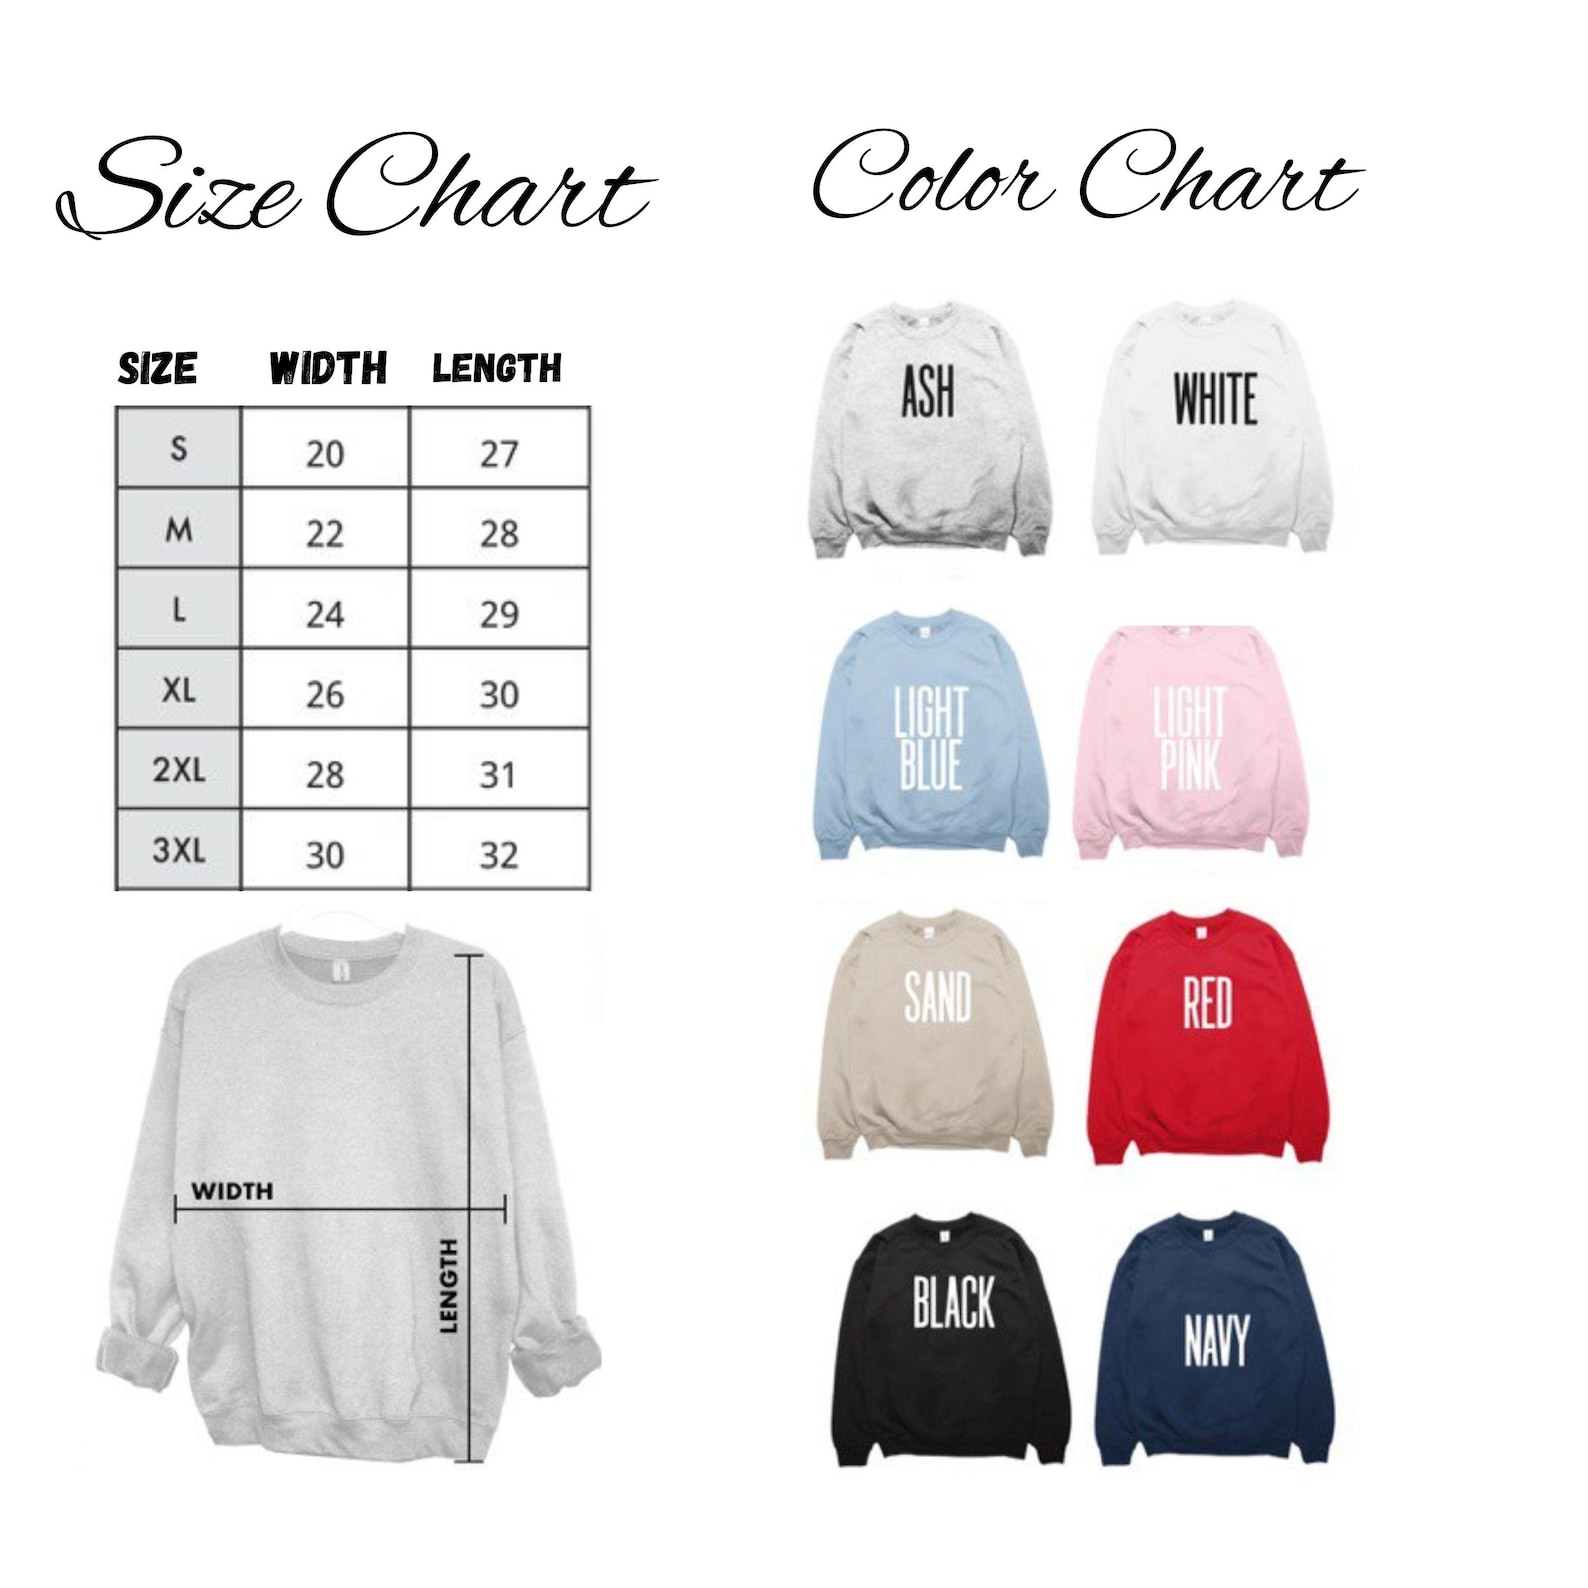 Size Chart
Color Chart
SIZE WIDTH LENGTH
S 20 27
M 22 28
L 24 29
XL 26 30
2XL 28 31
3XL 30 32
WIDTH
LENGTH
ASH
WHITE
LIGHT
BLUE
LIGHT
PINK
SAND
RED
BLACK
NAVY